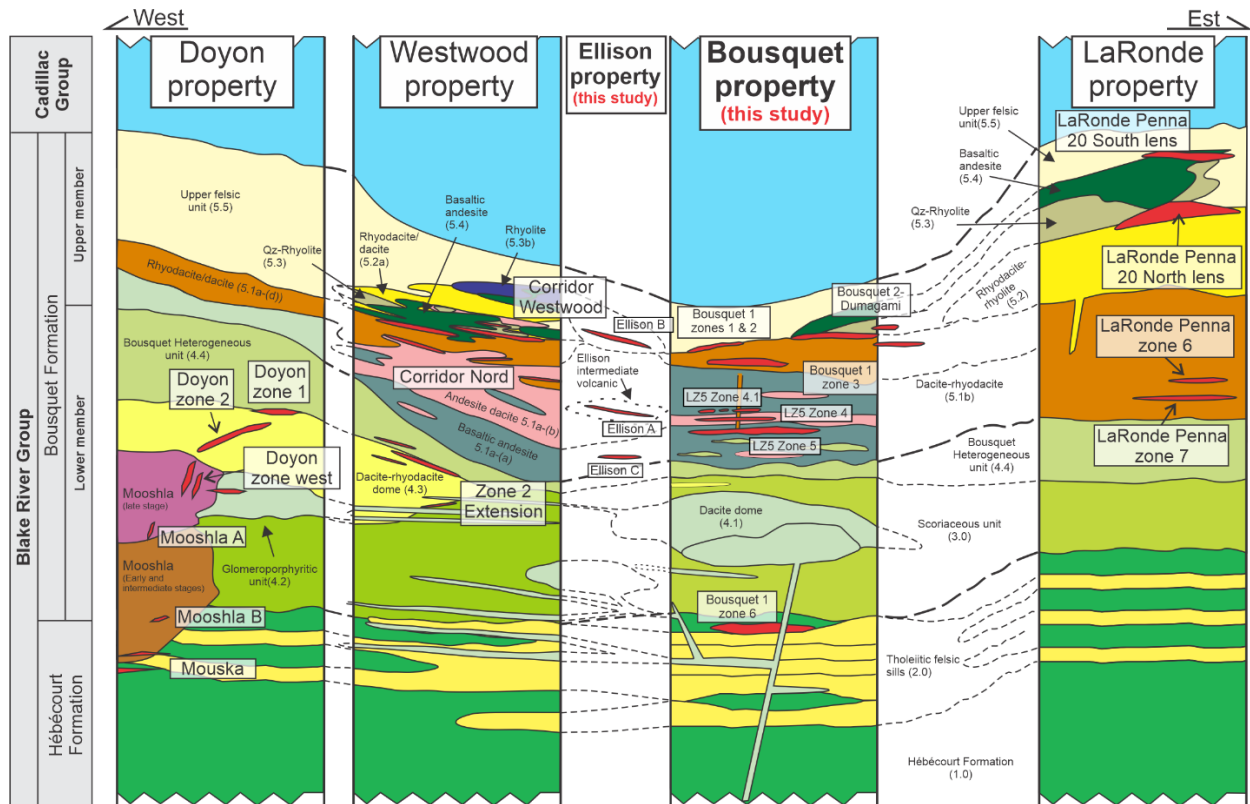 West
Est
Cadillac
Group
Blake River Group
Bousquet Formation
Upper member
Lower member
Hébécourt
Formation
Doyon
property
Upper felsic
unit (5.5)
Rhyodacite/dacite (5.1a-(d))
Bousquet Heterogeneous
unit (4.4)
Doyon
zone 2
Doyon
zone 1
Doyon
zone west
Mooshla
(late stage)
Mooshla A
Mooshla
(Early and
intermediate stages)
Glomeroporphyritic
unit(4.2)
Mooshla B
Mouska
Westwood
property
Basaltic
andesite
(5.4)
Rhyodacite/
dacite
(5.2a)
Rhyolite
(5.3b)
Qz-Rhyolite
(5.3)
Corridor
Westwood
Corridor Nord
Andesite dacite 5.1a-(b)
Basaltic andesite
5.1a-(a)
Dacite-rhyodacite
dome (4.3)
Zone 2
Extension
Ellison
property
(this study)
Ellison B
Ellison
intermediate
volcanic
Ellison A
Ellison C
Bousquet
property
(this study)
Bousquet 2-
Dumagami
Bousquet 1
zones 1 & 2
Bousquet 1
zone 3
LZ5 Zone 4.1
LZ5 Zone 4
LZ5 Zone 5
Dacite dome
(4.1)
Bousquet 1
zone 6
Upper felsic
unit(5.5)
Basaltic
andesite
(5.4)
Qz-Rhyolite
(5.3)
Rhyodacite-
rhyolite
(5.2)
Dacite-rhyodacite
(5.1b)
Bousquet
Heterogeneous
unit (4.4)
Scoriaceous unit
(3.0)
Tholeiitic felsic
sills (2.0)
Hébécourt Formation
(1.0)
LaRonde
property
LaRonde Penna
20 South lens
LaRonde Penna
20 North lens
LaRonde Penna
zone 6
LaRonde Penna
zone 7